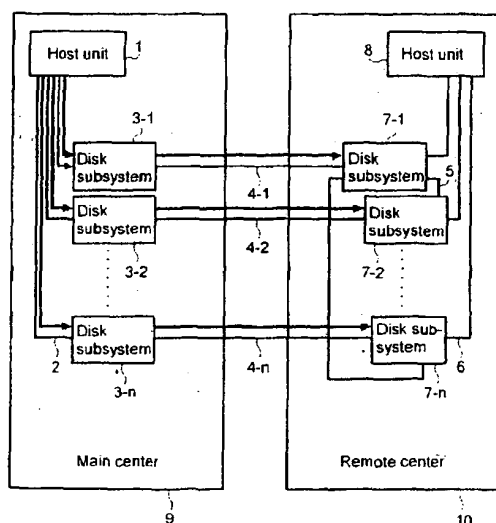 1
Host unit
8
Host unit
3-1
Disk
subsystem
7-1
Disk
subsystem
5
4-1
Disk
subsystem
3-2
4-2
Disk
subsystem
7-2
Disk
subsystem
2
3-n
4-n
Disk sub-
system
6
7-n
Main center
9
Remote center
10